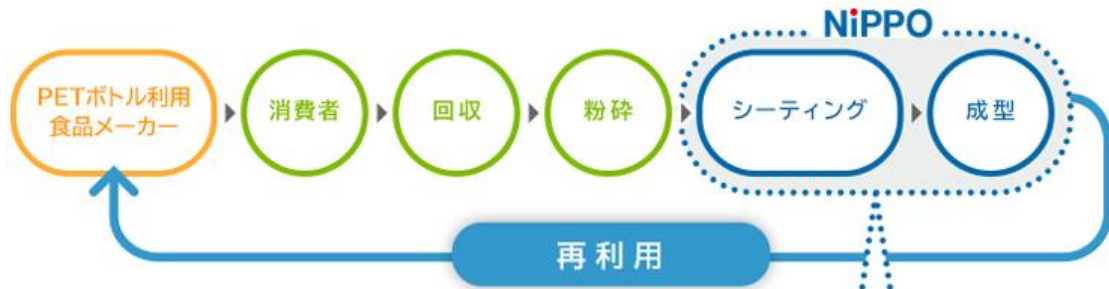 NiPPO
PETボトル利用
食品メーカー
消費者
回収
粉砕
シーティング
成型
再利用